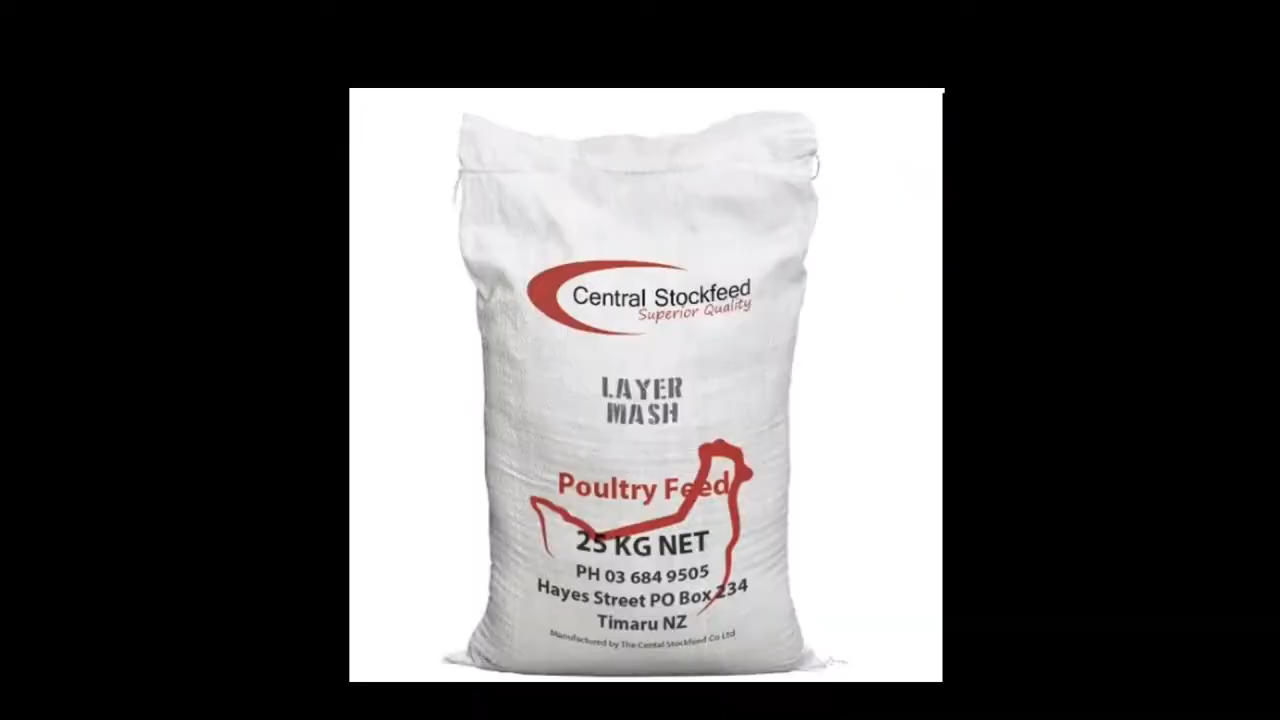 Central Stockfeed
Superior Quality
LAYER
MASH
Poultry Feed
25 KG NET
PH 03 684 9505
Hayes Street PO Box 234
Timaru NZ
Manufactured by The Cental Stockfeed Co Ltd